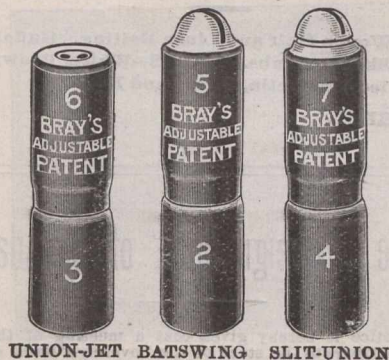 6
BRAY'S
ADJUSTABLE
PATENT
3
5
BRAY'S
ADJUSTABLE
PATENT
2
7
BRAY'S
ADJUSTABLE
PATENT
4
UNION-JET BATSWING SLIT-UNION